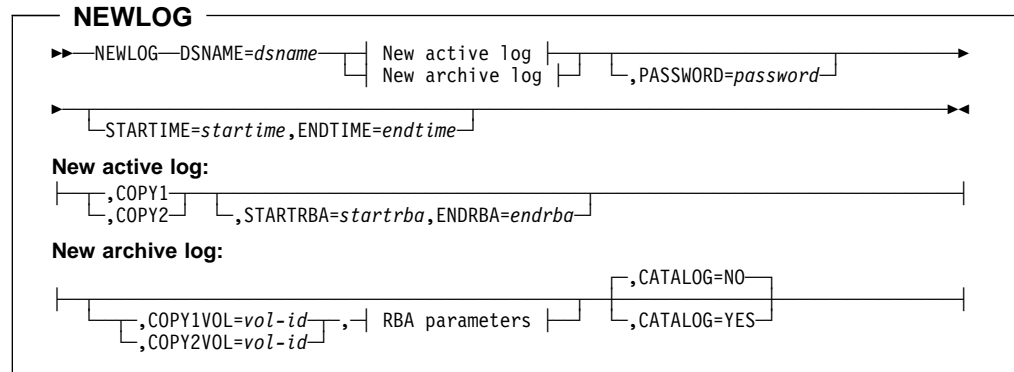 NEWLOG
NEWLOG DSNAME=dsname New active log ,PASSWORD=password
New archive log
STARTIME=startime,ENDTIME=endtime
New active log:
,COPY1
,COPY2 ,STARTRBA=startrba,ENDRBA=endrba
New archive log:
,CATALOG=NO
,COPY1VOL=vol-id , RBA parameters ,CATALOG=YES
,COPY2VOL=vol-id